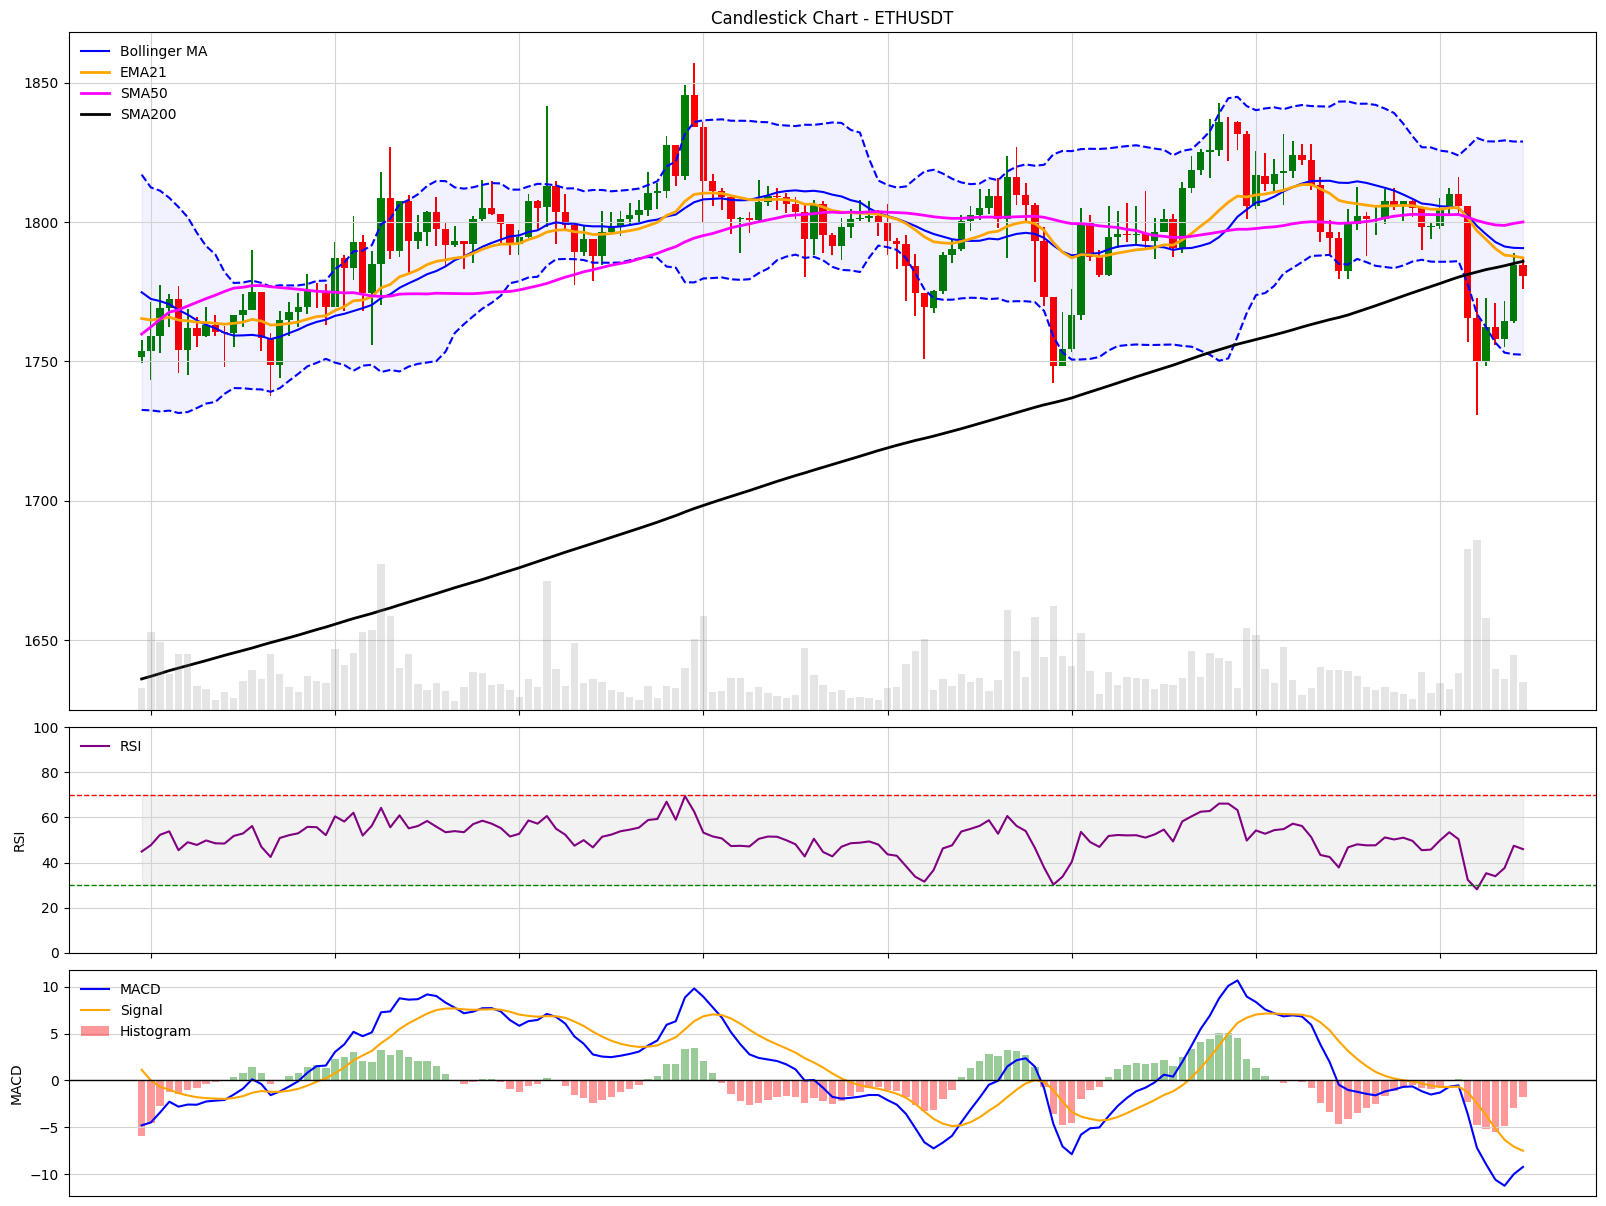 Candlestick Chart - ETHUSDT
Bollinger MA
EMA21
SMA50
SMA200
1850
1800
1750
1700
1650
RSI
RSI
100
80
60
40
20
0
MACD
Signal
Histogram
MACD
10
5
0
−5
−10